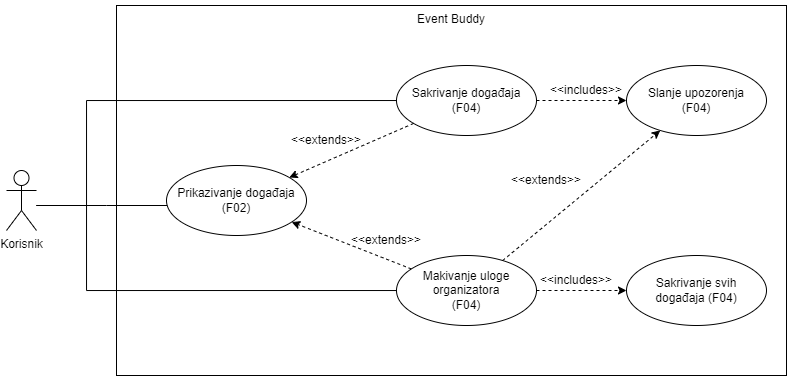 Event Buddy
Sakrivanje događaja
(F04)
<<includes>>
Slanje upozorenja
(F04)
<<extends>>
Prikazivanje događaja
(F02)
<<extends>>
Korisnik
<<extends>>
Makivanje uloge
organizatora
(F04)
<<includes>>
Sakrivanje svih
događaja (F04)